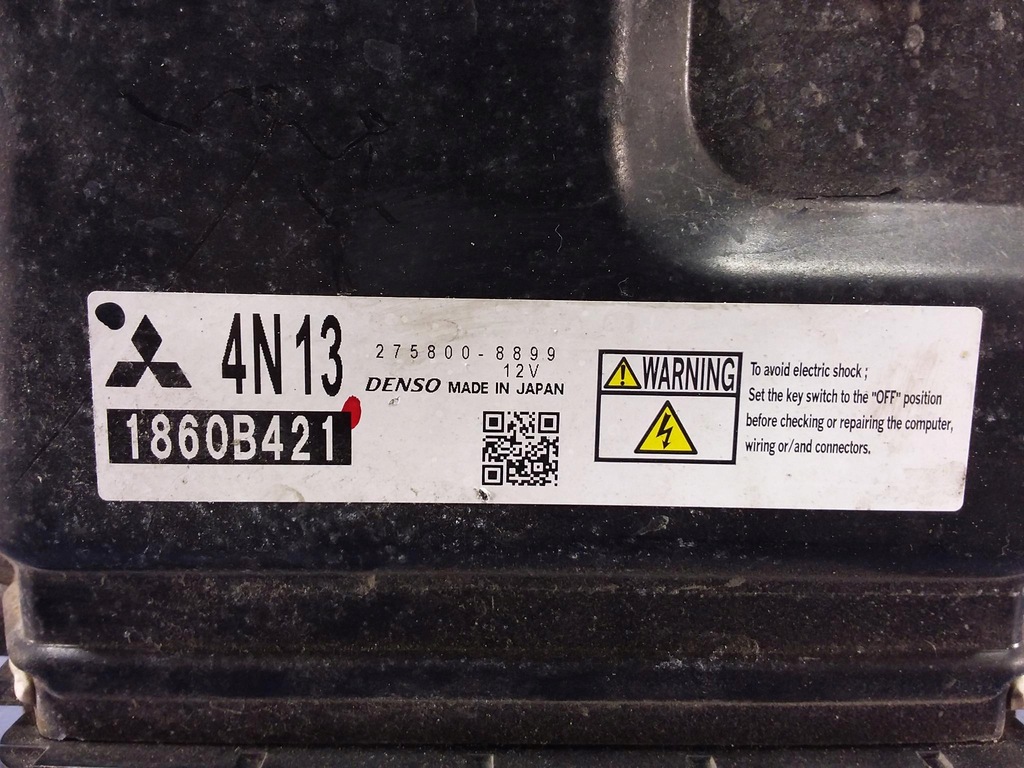 4N13
1860B421
275800-8899
12V
DENSO MADE IN JAPAN
WARNING
To avoid electric shock ;
Set the key switch to the "OFF" position
before checking or repairing the computer,
wiring or/and connectors.